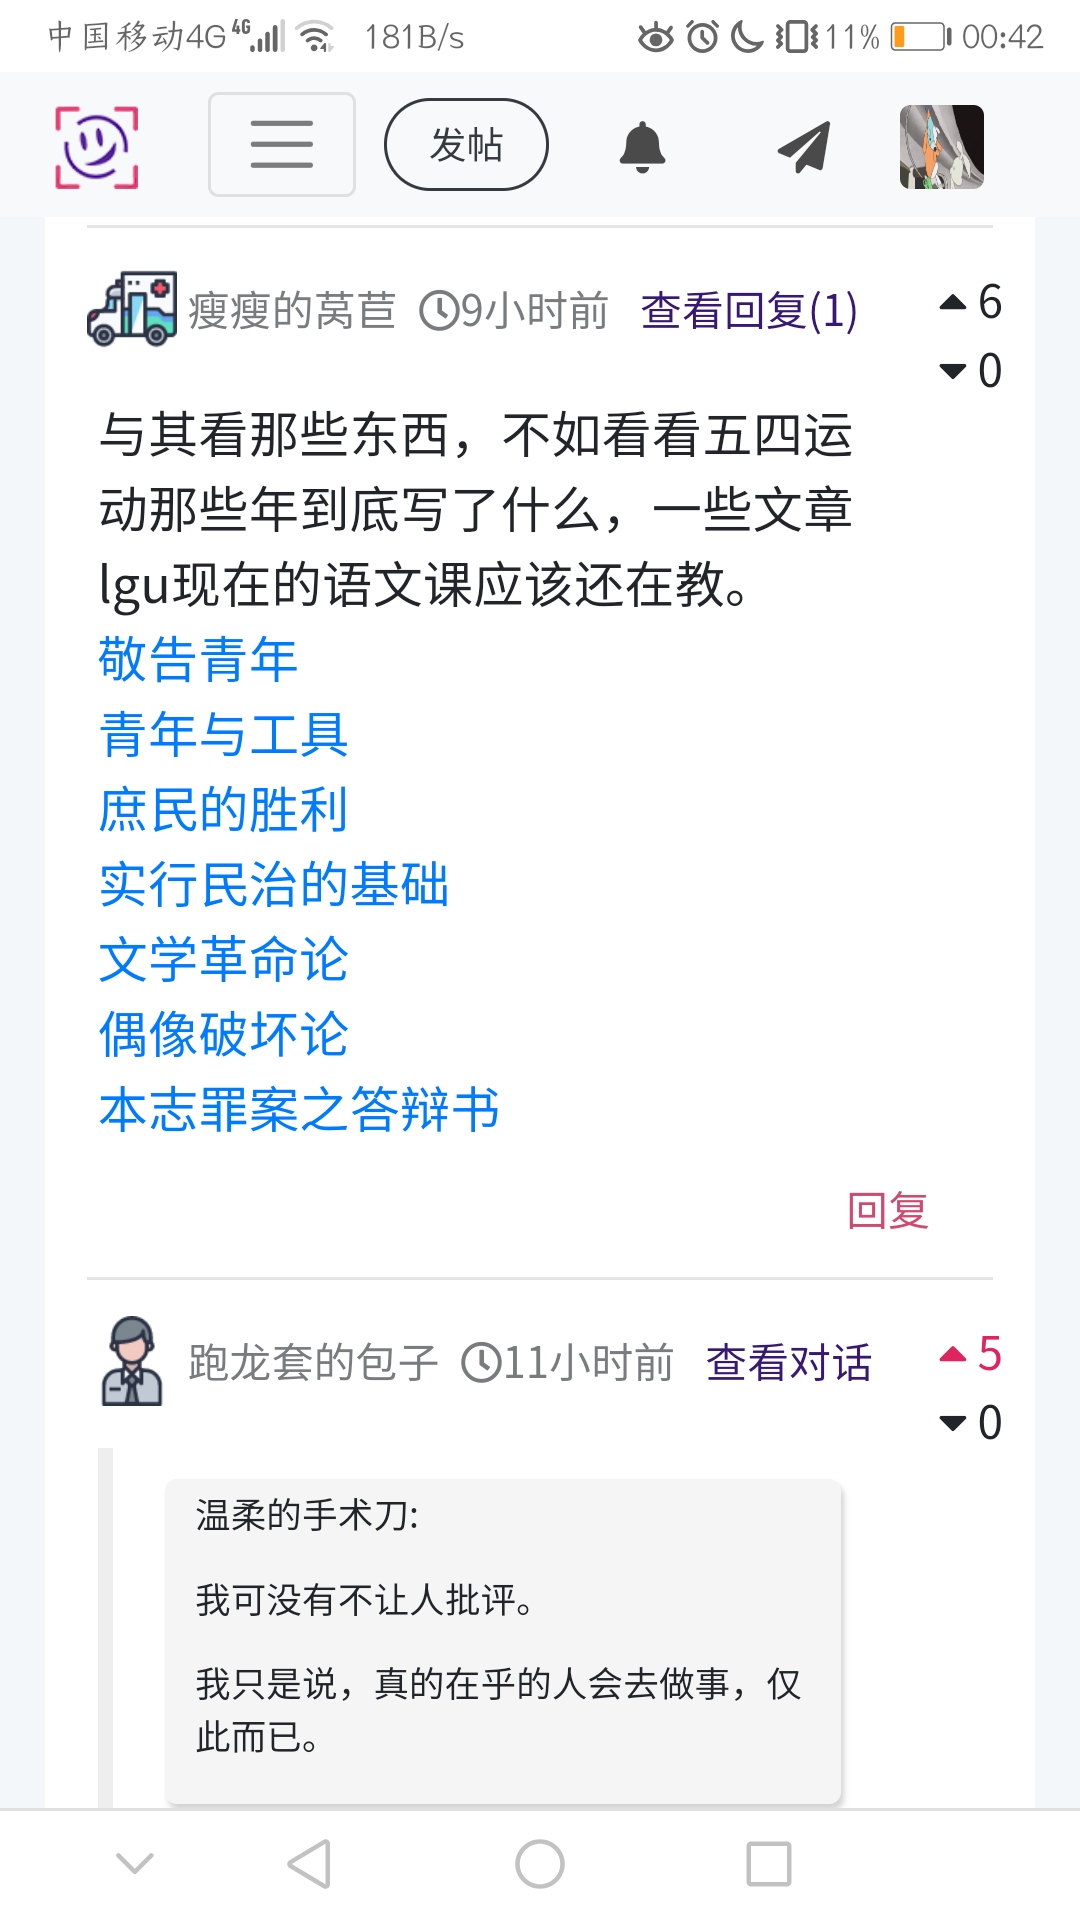 中国移动4G 4G 181B/s 11% 00:42
发帖
瘦瘦的莴苣 9小时前 查看回复(1) 6
0
与其看那些东西，不如看看五四运
动那些年到底写了什么，一些文章
lgu现在的语文课应该还在教。
敬告青年
青年与工具
庶民的胜利
实行民治的基础
文学革命论
偶像破坏论
本志罪案之答辩书
回复
跑龙套的包子 11小时前 查看对话 5
0
温柔的手术刀:
我可没有不让人批评。
我只是说，真的在乎的人会去做事，仅
此而已。